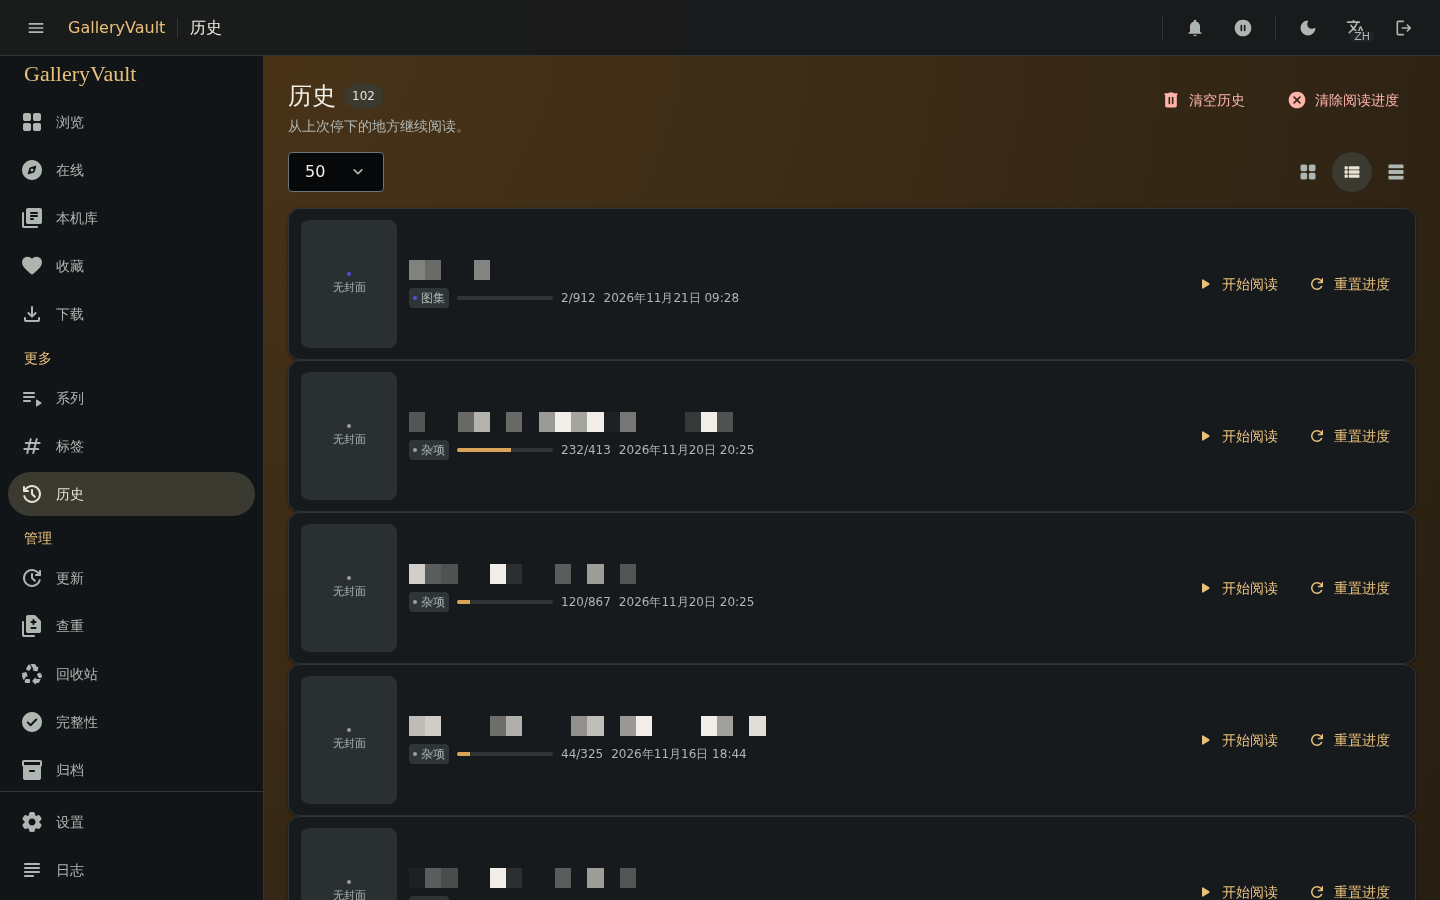 GalleryVault
历史
ZH
GalleryVault
浏览
在线
本机库
收藏
下载
更多
系列
标签
历史
管理
更新
查重
回收站
完整性
归档
设置
日志
历史 102
从上次停下的地方继续阅读。
清空历史
清除阅读进度
50
无封面
图集 2/912 2026年11月21日 09:28
开始阅读
重置进度
无封面
杂项 232/413 2026年11月20日 20:25
开始阅读
重置进度
无封面
杂项 120/867 2026年11月20日 20:25
开始阅读
重置进度
无封面
杂项 44/325 2026年11月16日 18:44
开始阅读
重置进度
无封面
开始阅读
重置进度